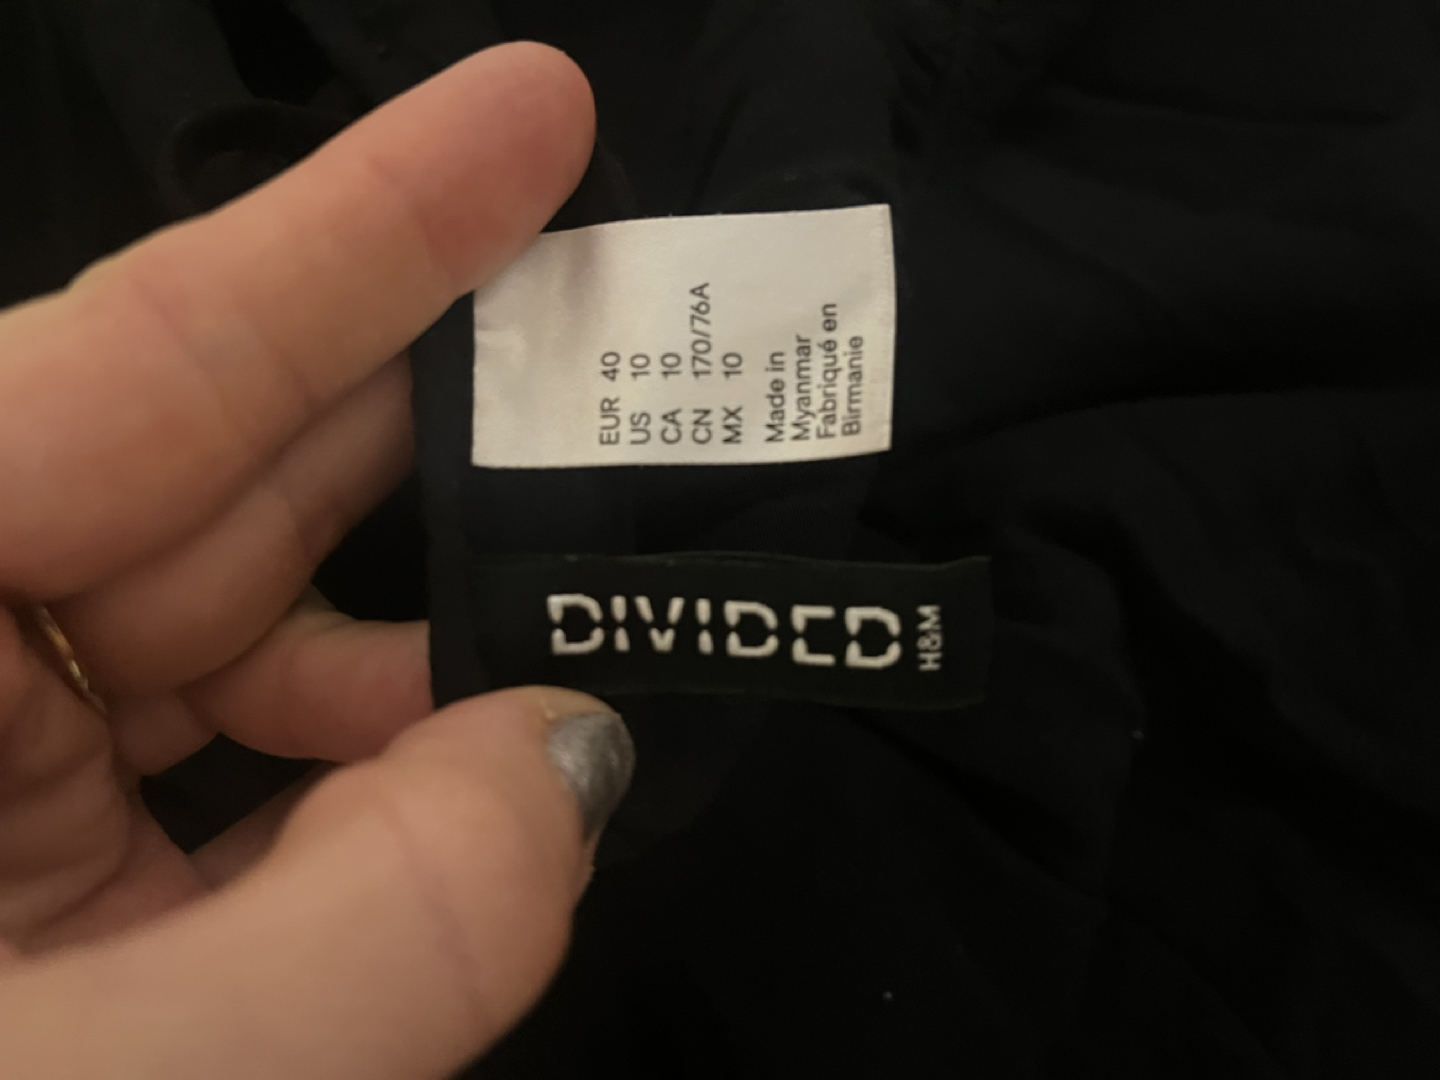 EUR 40
US 10
CA 10
CN 170/76A
MX 10
Made in
Myanmar
Fabriqué en
Birmanie
DIVIDED
H&M